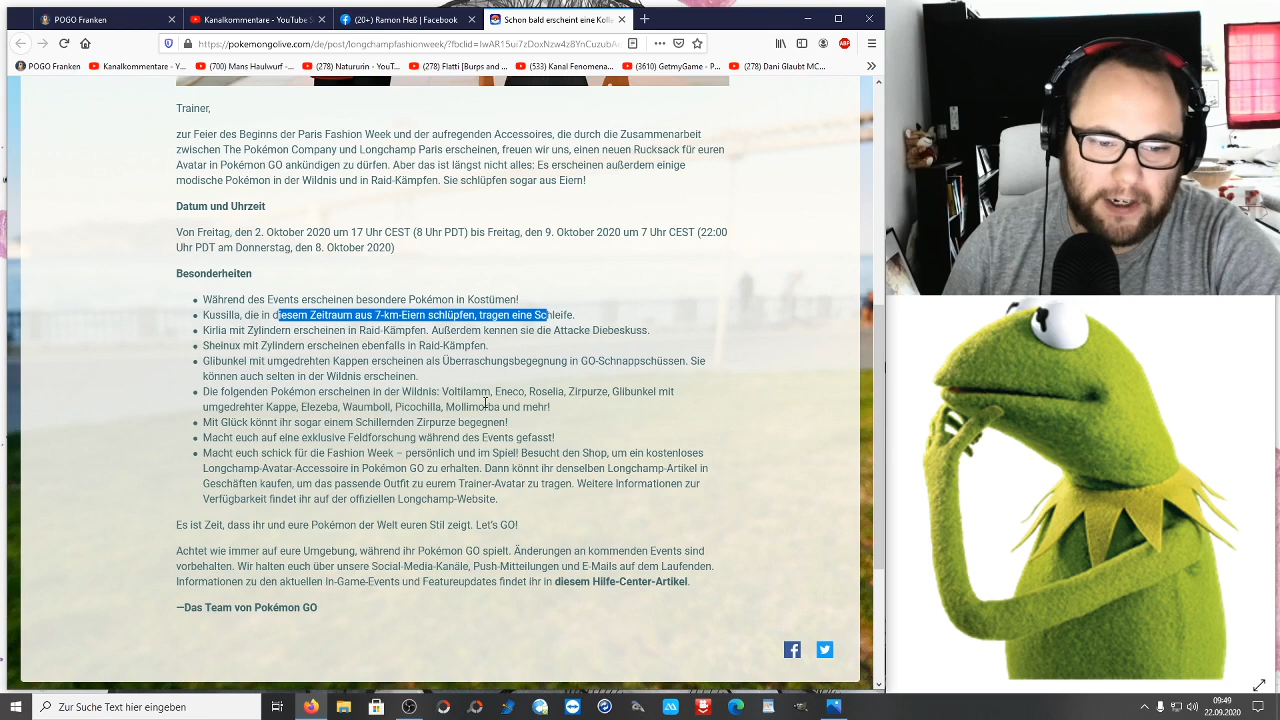 POGO Franken
Kanalkommentare - YouTube S
(20+) Ramon Heß | Facebook
Schon bald erscheint eine Kolle
https://pokemongolive.com/de/post/longchampfashionweek/?fbclid=IwAR15ui7zDoxNzw4z8YnCuzubA
POGO Franken
Kanalkommentare - Y...
(700) Mans Haulwurf -...
(278) Natururin - YouT...
(278) Flatti [Burps and ...
(533) Kanal Fenomena...
(3610) GetmyGame - P...
(278) Dani Glaubt MC...
ABP
Trainer,
zur Feier des Beginns der Paris Fashion Week und der aufregenden Accessoires, die durch die Zusammenarbeit
zwischen The Pokémon Company und Longchamp Paris erscheinen, freuen wir uns, einen neuen Rucksack für euren
Avatar in Pokémon GO ankündigen zu dürfen. Aber das ist längst nicht alles: Es erscheinen außerdem einige
modische Pokémon in der Wildnis und in Raid-Kämpfen. Sie schlüpfen sogar aus Eiern!
Datum und Uhrzeit
Von Freitag, den 2. Oktober 2020 um 17 Uhr CEST (8 Uhr PDT) bis Freitag, den 9. Oktober 2020 um 7 Uhr CEST (22:00
Uhr PDT am Donnerstag, den 8. Oktober 2020)
Besonderheiten
Während des Events erscheinen besondere Pokémon in Kostümen!
Kussilla, die in diesem Zeitraum aus 7-km-Eiern schlüpfen, tragen eine Schleife.
Kirlia mit Zylindern erscheinen in Raid-Kämpfen. Außerdem kennen sie die Attacke Diebeskuss.
Sheinux mit Zylindern erscheinen ebenfalls in Raid-Kämpfen.
Glibunkel mit umgedrehten Kappen erscheinen als Überraschungsbegegnung in GO-Schnappschüssen. Sie
können auch selten in der Wildnis erscheinen.
Die folgenden Pokémon erscheinen in der Wildnis: Voltilamm, Eneco, Roselia, Zirpurze, Glibunkel mit
umgedrehter Kappe, Elezeba, Waumboll, Picochilla, Mollimorba und mehr!
Mit Glück könnt ihr sogar einem Schillernden Zirpurze begegnen!
Macht euch auf eine exklusive Feldforschung während des Events gefasst!
Macht euch schick für die Fashion Week – persönlich und im Spiel! Besucht den Shop, um ein kostenloses
Longchamp-Avatar-Accessoire in Pokémon GO zu erhalten. Dann könnt ihr denselben Longchamp-Artikel in
Geschäften kaufen, um das passende Outfit zu eurem Trainer-Avatar zu tragen. Weitere Informationen zur
Verfügbarkeit findet ihr auf der offiziellen Longchamp-Website.
Es ist Zeit, dass ihr und eure Pokémon der Welt euren Stil zeigt. Let's GO!
Achtet wie immer auf eure Umgebung, während ihr Pokémon GO spielt. Änderungen an kommenden Events sind
vorbehalten. Wir halten euch über unsere Social-Media-Kanäle, Push-Mitteilungen und E-Mails auf dem Laufenden.
Informationen zu den aktuellen In-Game-Events und Featureupdates findet ihr in diesem Hilfe-Center-Artikel.
—Das Team von Pokémon GO
Zur Suche Text hier eingeben
09:49
22.09.2020